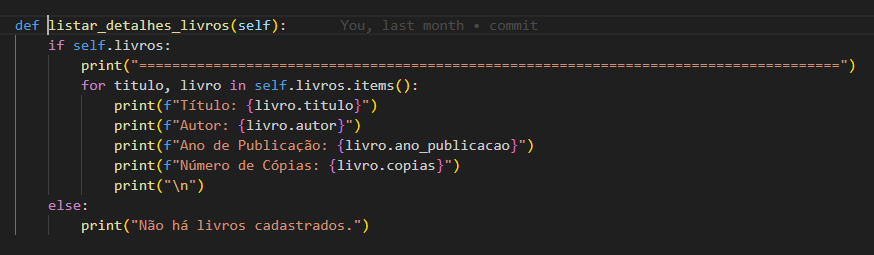 def listar_detalhes_livros(self): You, last month • commit
if self.livros:
print("=====================================================================================")
for titulo, livro in self.livros.items():
print(f"Título: {livro.titulo}")
print(f"Autor: {livro.autor}")
print(f"Ano de Publicação: {livro.ano_publicacao}")
print(f"Número de Cópias: {livro.copias}")
print("\n")
else:
print("Não há livros cadastrados.")